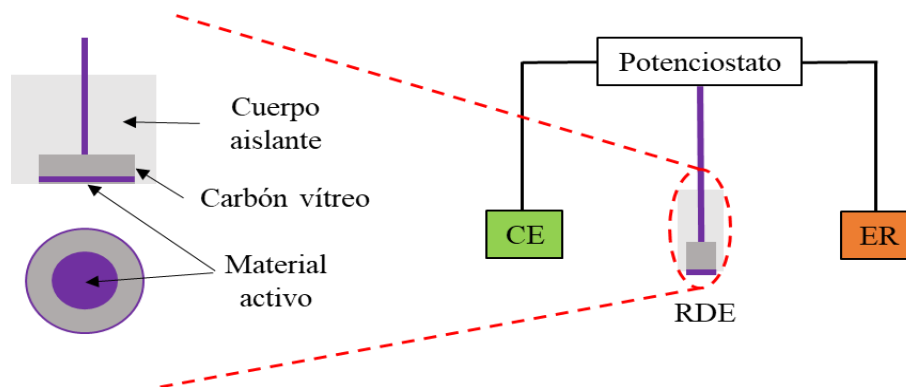 Potenciostato
Cuerpo
aislante
Carbón vítreo
Material
activo
CE
ER
RDE